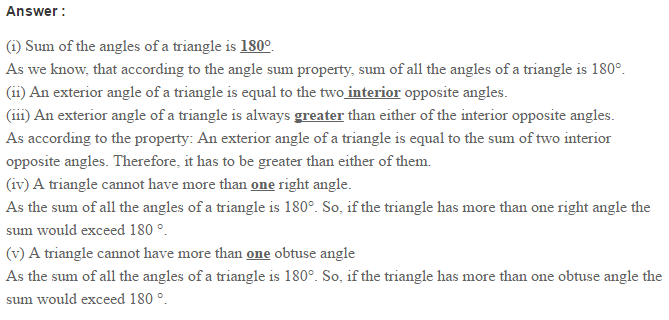 Answer :
(i) Sum of the angles of a triangle is 180°.
As we know, that according to the angle sum property, sum of all the angles of a triangle is 180°.
(ii) An exterior angle of a triangle is equal to the two interior opposite angles.
(iii) An exterior angle of a triangle is always greater than either of the interior opposite angles.
As according to the property: An exterior angle of a triangle is equal to the sum of two interior
opposite angles. Therefore, it has to be greater than either of them.
(iv) A triangle cannot have more than one right angle.
As the sum of all the angles of a triangle is 180°. So, if the triangle has more than one right angle the
sum would exceed 180 °.
(v) A triangle cannot have more than one obtuse angle
As the sum of all the angles of a triangle is 180°. So, if the triangle has more than one obtuse angle the
sum would exceed 180 °.